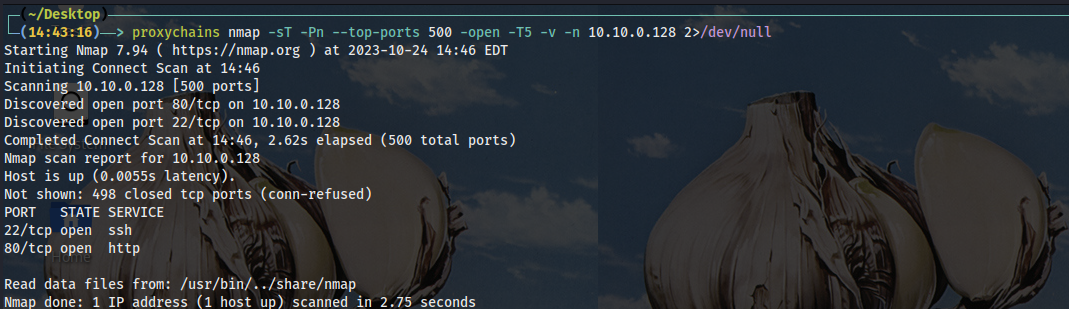 (~/Desktop)
(14:43:16)—> proxychains nmap -sT -Pn --top-ports 500 -open -T5 -v -n 10.10.0.128 2>/dev/null
Starting Nmap 7.94 ( https://nmap.org ) at 2023-10-24 14:46 EDT
Initiating Connect Scan at 14:46
Scanning 10.10.0.128 [500 ports]
Discovered open port 80/tcp on 10.10.0.128
Discovered open port 22/tcp on 10.10.0.128
Completed Connect Scan at 14:46, 2.62s elapsed (500 total ports)
Nmap scan report for 10.10.0.128
Host is up (0.0055s latency).
Not shown: 498 closed tcp ports (conn-refused)
PORT   STATE SERVICE
22/tcp open  ssh
80/tcp open  http
Home
Read data files from: /usr/bin/../share/nmap
Nmap done: 1 IP address (1 host up) scanned in 2.75 seconds